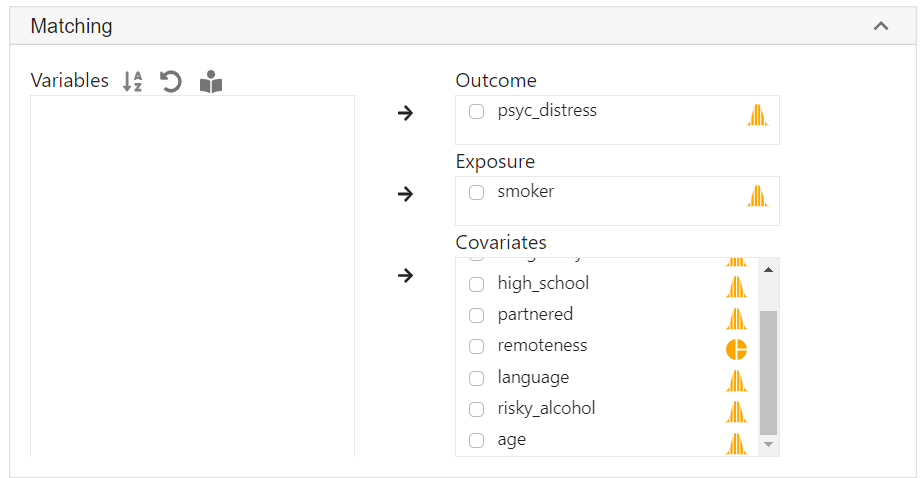 Matching
Variables
Outcome
psyc_distress
Exposure
smoker
Covariates
high_school
partnered
remoteness
language
risky_alcohol
age